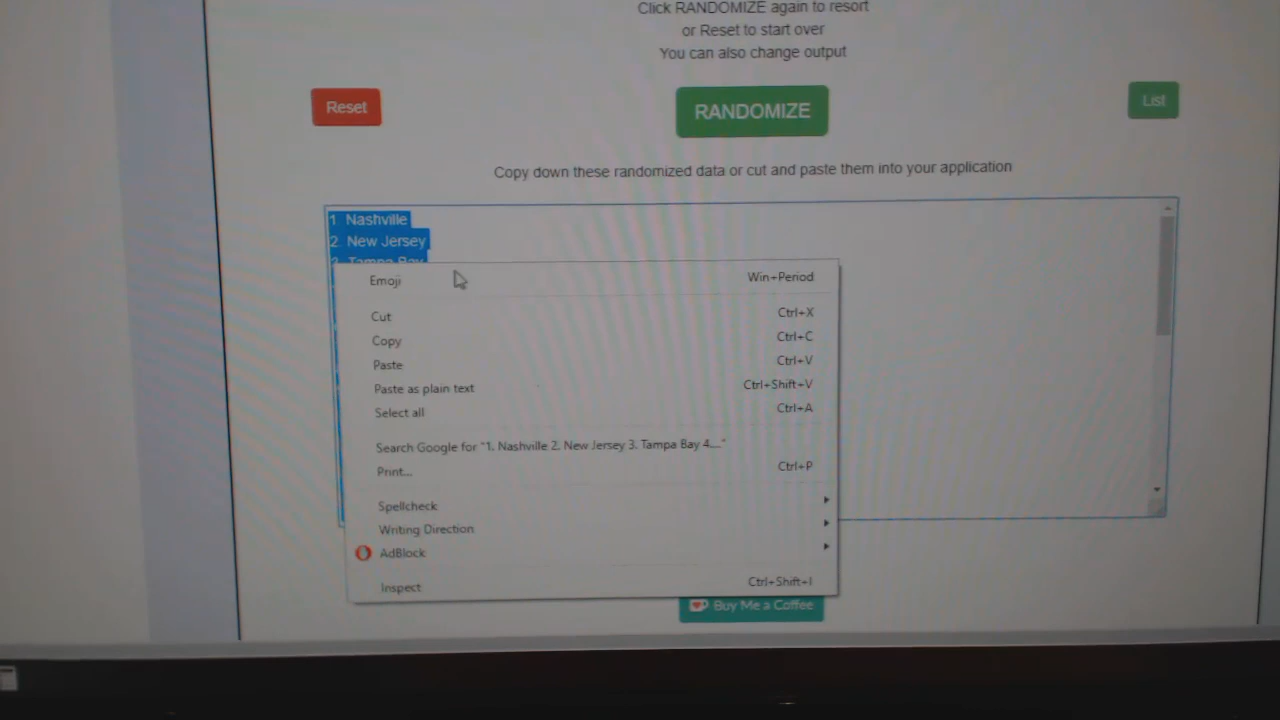 Click RANDOMIZE again to resort
or Reset to start over
You can also change output
Reset
RANDOMIZE
List
Copy down these randomized data or cut and paste them into your application
1. Nashville
2. New Jersey
3. Tampa Bay
Emoji Win+Period
Cut Ctrl+X
Copy Ctrl+C
Paste Ctrl+V
Paste as plain text Ctrl+Shift+V
Select all Ctrl+A
Search Google for "1. Nashville 2. New Jersey 3. Tampa Bay 4...."
Print... Ctrl+P
Spellcheck
Writing Direction
AdBlock
Inspect Ctrl+Shift+I
Buy Me a Coffee